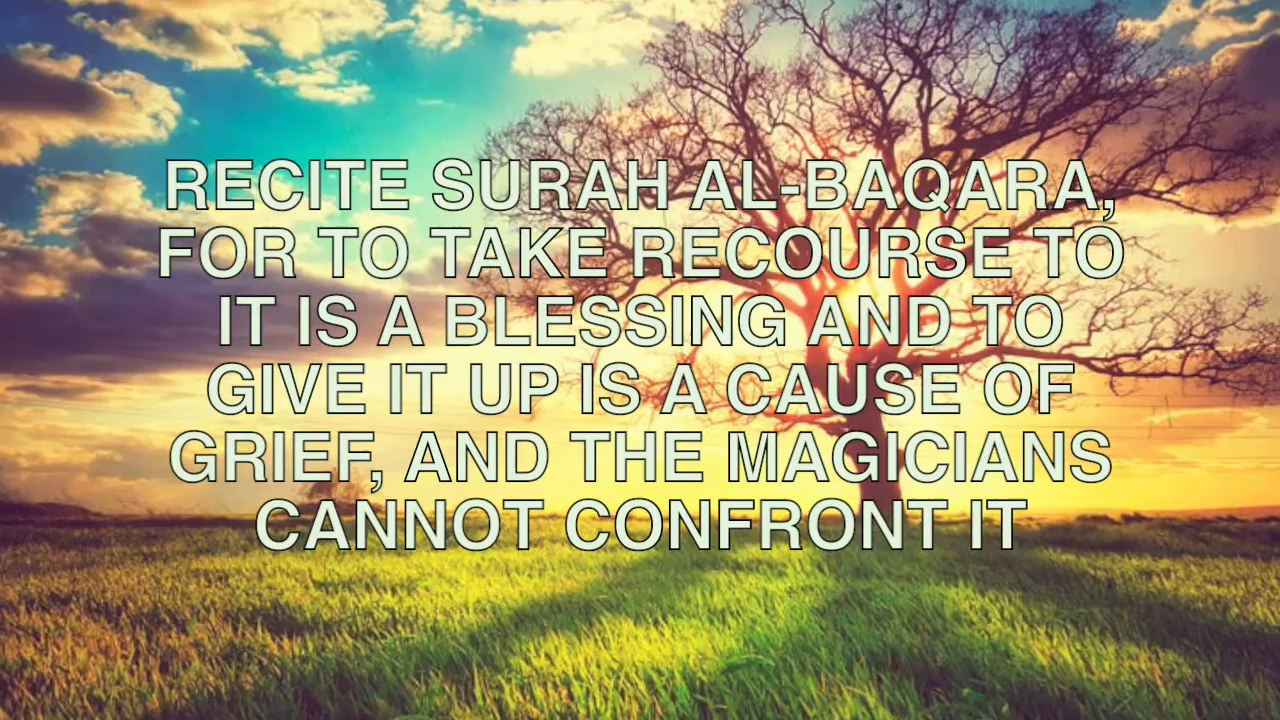 RECITE SURAH AL-BAQARA,
FOR TO TAKE RECOURSE TO
IT IS A BLESSING AND TO
GIVE IT UP IS A CAUSE OF
GRIEF, AND THE MAGICIANS
CANNOT CONFRONT IT